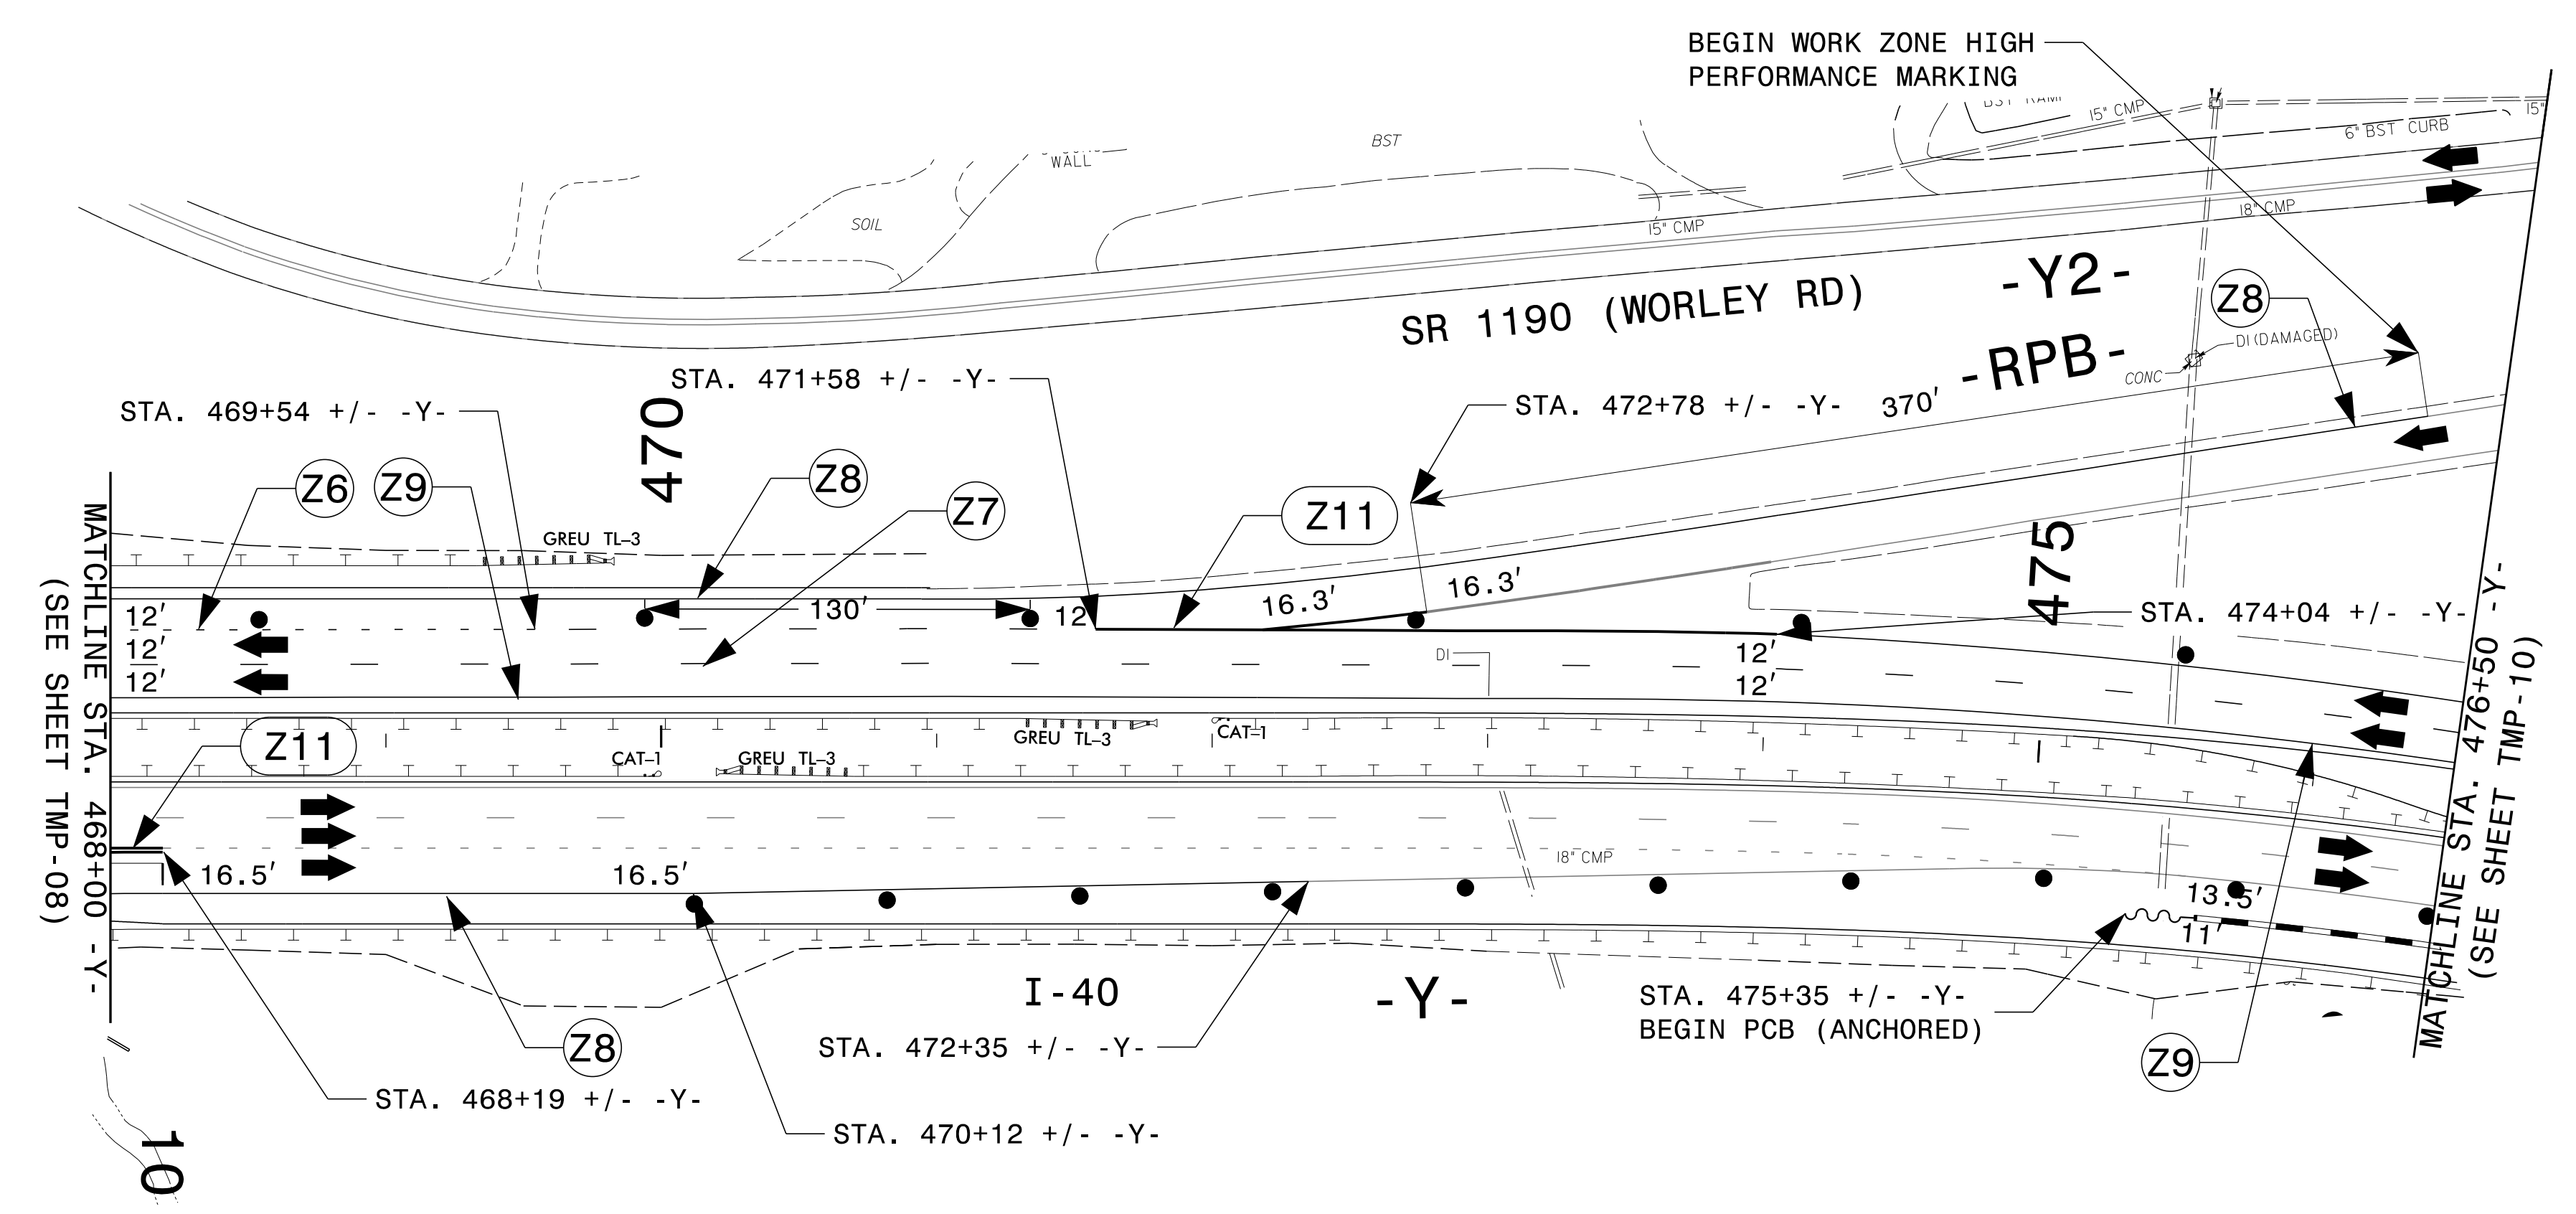 BEGIN WORK ZONE HIGH
PERFORMANCE MARKING
15" CMP
15"
6" BST CURB
BST
WALL
SOIL
15" CMP
18" CMP
SR 1190 (WORLEY RD)
-Y2-
-RPB-
Z8
DI (DAMAGED)
CONC
STA. 471+58 +/- -Y-
STA. 469+54 +/- -Y-
STA. 472+78 +/- -Y-
370'
470
Z6
Z9
Z8
Z7
Z11
GREU TL-3
475
MATCHLINE STA. 468+00 -Y-
(SEE SHEET TMP-08)
12'
12'
12'
130'
12'
16.3'
16.3'
STA. 474+04 +/- -Y-
DI
12'
12'
MATCHLINE STA. 476+50 -Y-
(SEE SHEET TMP-10)
Z11
CAT-1
GREU TL-3
GREU TL-3
CAT-1
16.5'
16.5'
18" CMP
13.5'
11'
I-40
-Y-
STA. 475+35 +/- -Y-
BEGIN PCB (ANCHORED)
Z8
STA. 472+35 +/- -Y-
Z9
STA. 468+19 +/- -Y-
STA. 470+12 +/- -Y-
10